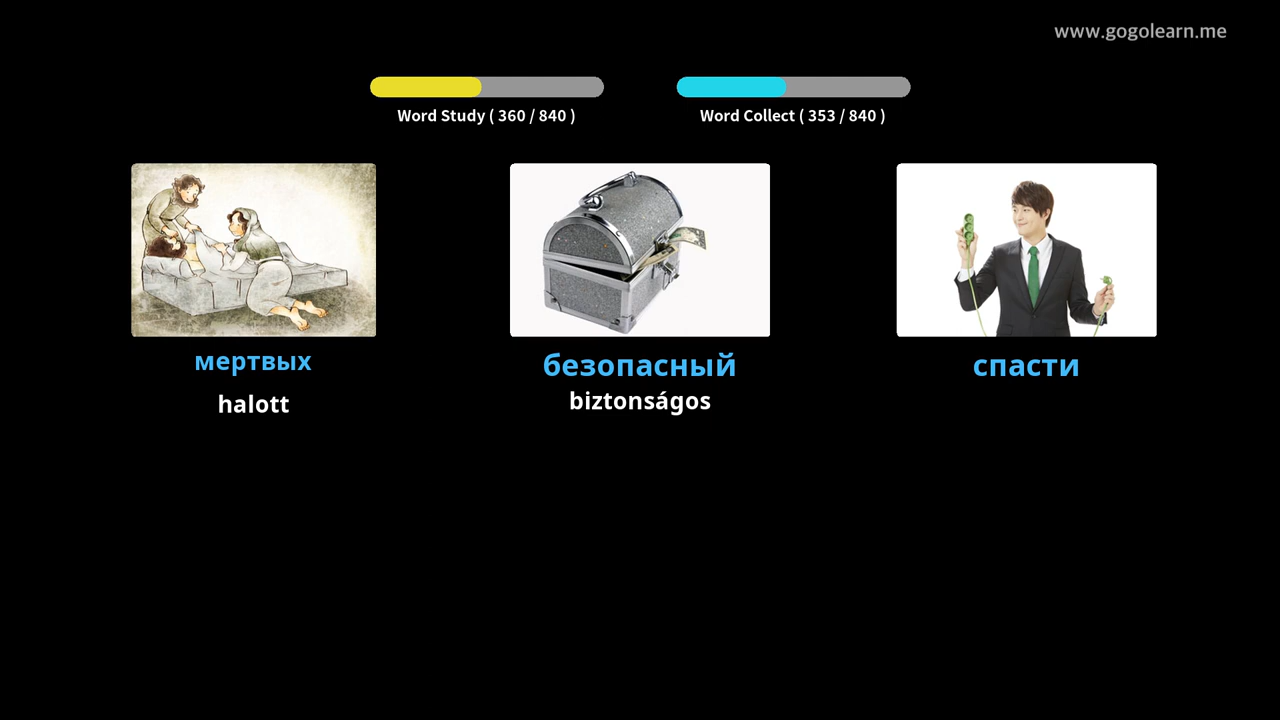 www.gogolearn.me
Word Study ( 360 / 840 )
Word Collect ( 353 / 840 )
мертвых
halott
безопасный
biztonságos
спасти